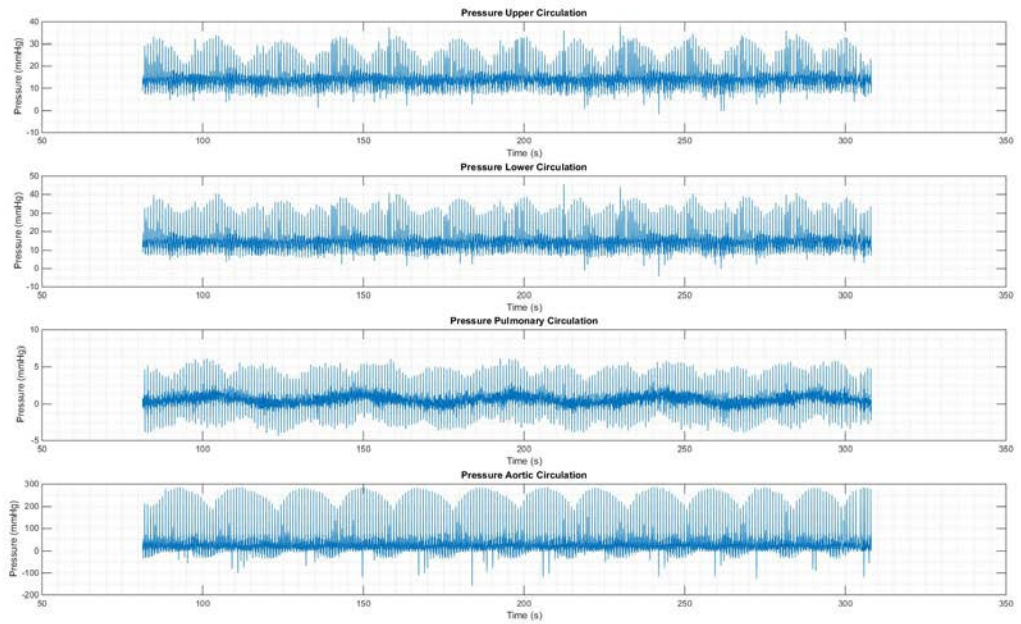 Pressure Upper Circulation
Pressure (mmHg)
40
30
20
10
0
-10
50 100 150 200 250 300 350
Time (s)
Pressure Lower Circulation
Pressure (mmHg)
50
40
30
20
10
0
-10
50 100 150 200 250 300 350
Time (s)
Pressure Pulmonary Circulation
Pressure (mmHg)
10
5
0
-5
50 100 150 200 250 300 350
Time (s)
Pressure Aortic Circulation
Pressure (mmHg)
300
200
100
0
-100
-200
50 100 150 200 250 300 350
Time (s)